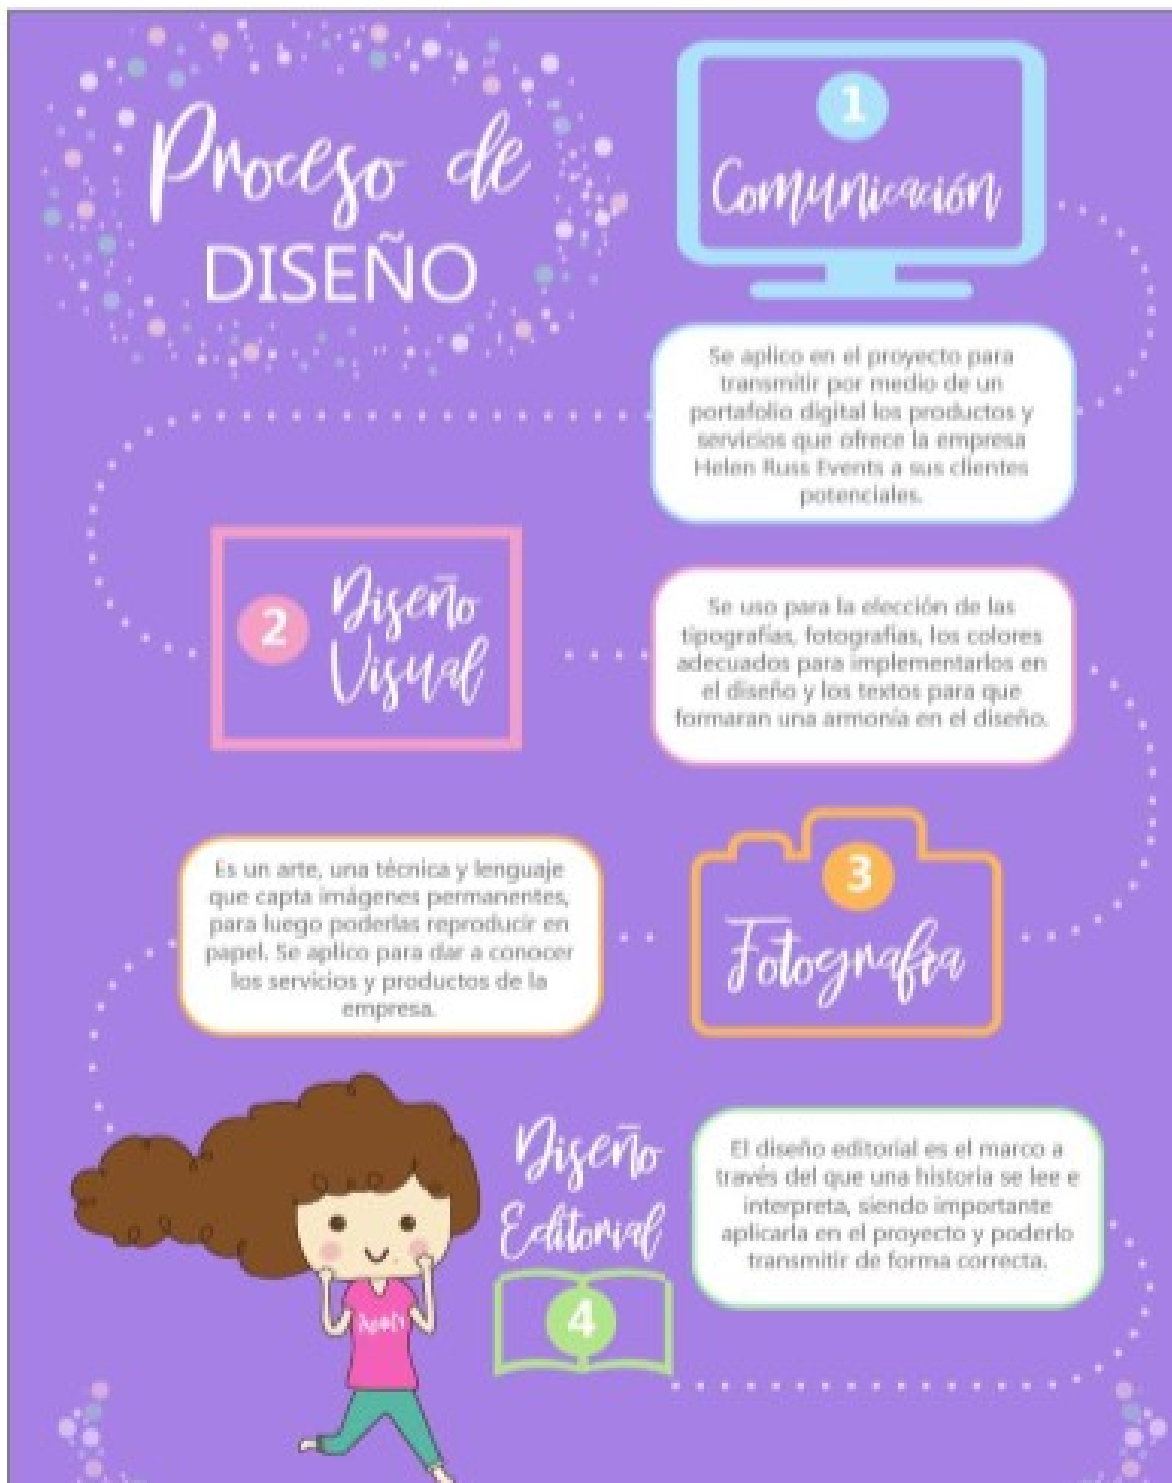 Proceso de
DISEÑO
1
Comunicación
Se aplico en el proyecto para
transmitir por medio de un
portafolio digital los productos y
servicios que ofrece la empresa
Helen Russ Events a sus clientes
potenciales.
2
Diseño
Visual
Se uso para la elección de las
tipografías, fotografías, los colores
adecuados para implementarlos en
el diseño y los textos para que
formaran una armonía en el diseño.
3
Fotografía
Es un arte, una técnica y lenguaje
que capta imágenes permanentes,
para luego poderlas reproducir en
papel. Se aplico para dar a conocer
los servicios y productos de la
empresa.
Diseño
Editorial
4
El diseño editorial es el marco a
través del que una historia se lee e
interpreta, siendo importante
aplicarla en el proyecto y poderlo
transmitir de forma correcta.